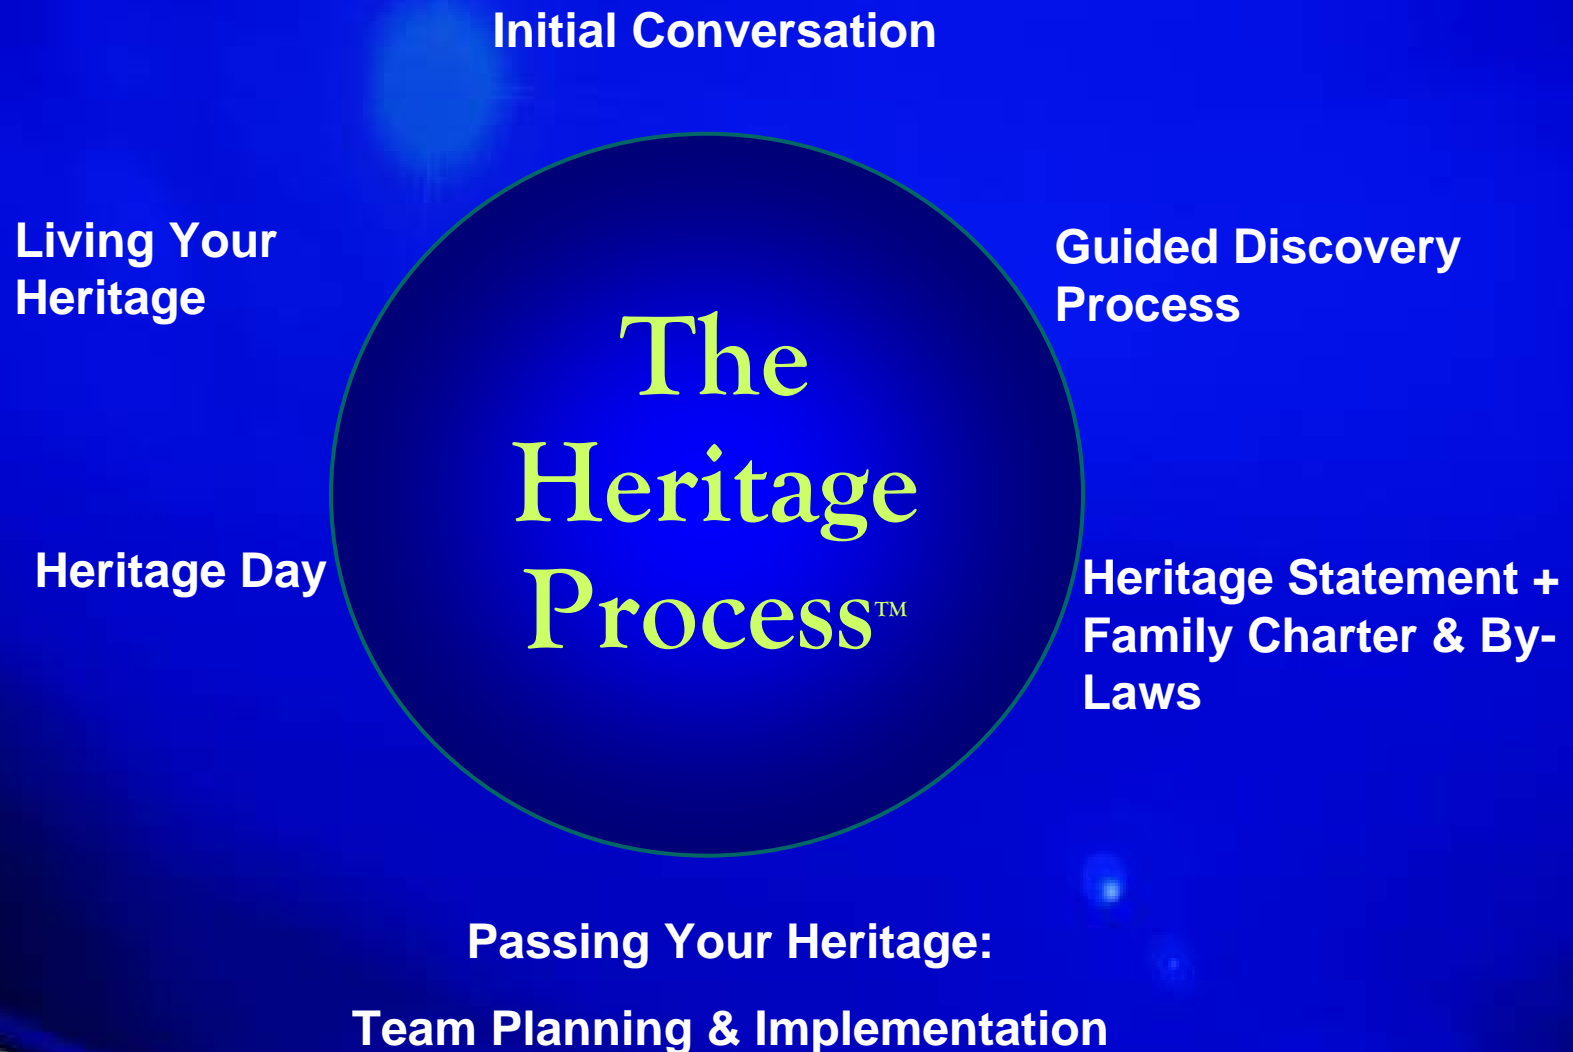 Initial Conversation
Guided Discovery
Process
Heritage Statement +
Family Charter & By-
Laws
Passing Your Heritage:
Team Planning & Implementation
Heritage Day
Living Your
Heritage
The
Heritage
Process™